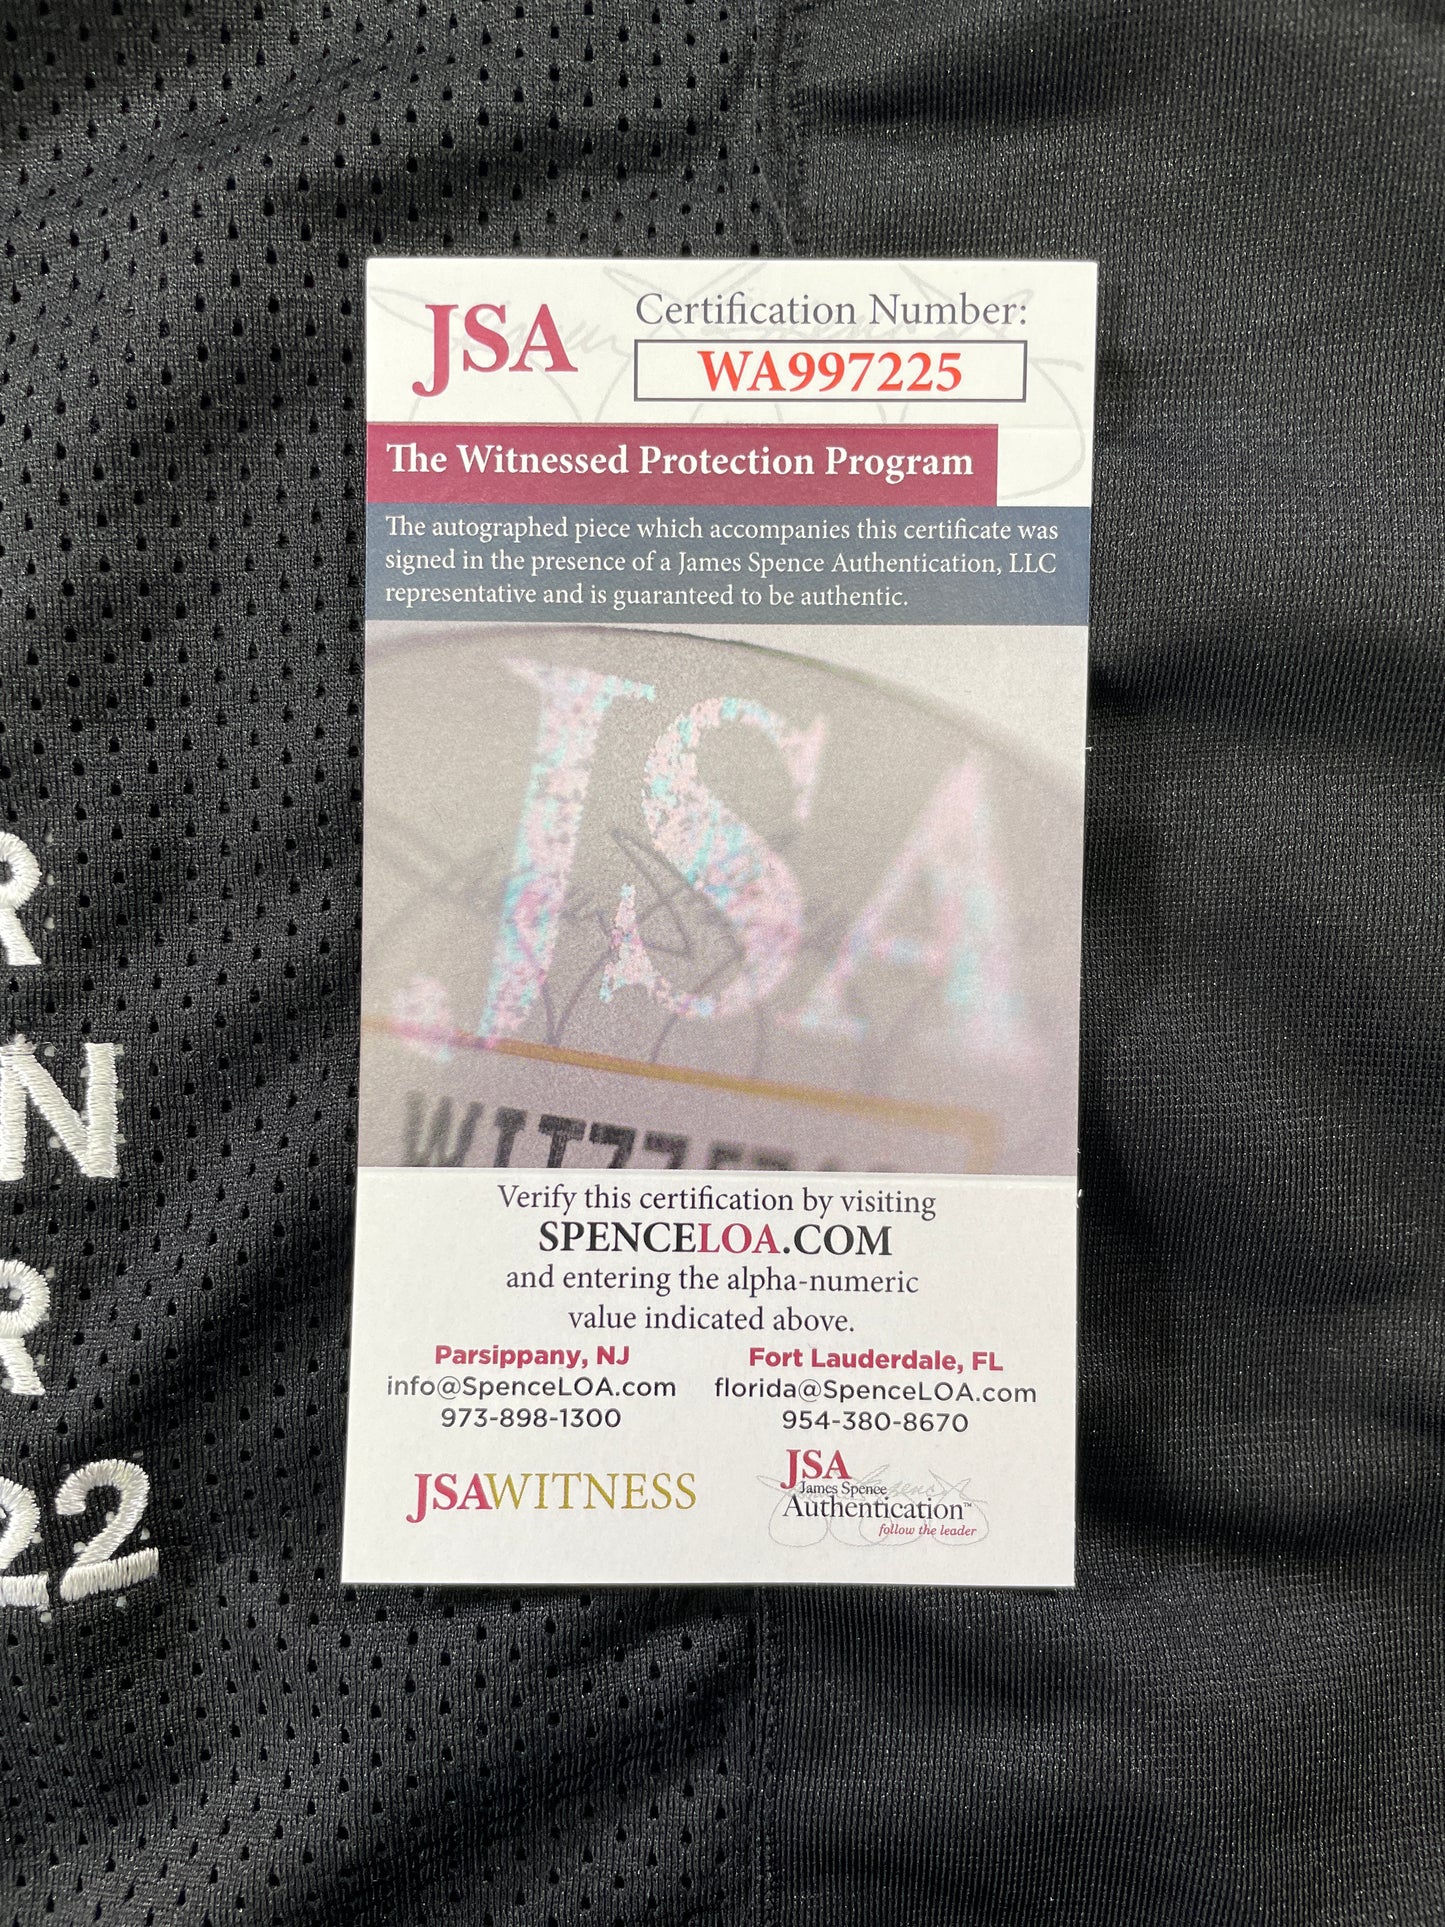 JSA
Certification Number:
WA997225
The Witnessed Protection Program
The autographed piece which accompanies this certificate was
signed in the presence of a James Spence Authentication, LLC
representative and is guaranteed to be authentic.
JSA
Verify this certification by visiting
SPENCELOA.COM
and entering the alpha-numeric
value indicated above.
Parsippany, NJ
info@SpenceLOA.com
973-898-1300
Fort Lauderdale, FL
florida@SpenceLOA.com
954-380-8670
JSAWITNESS
JSA
James Spence
Authentication™
follow the leader
R
N
R
22